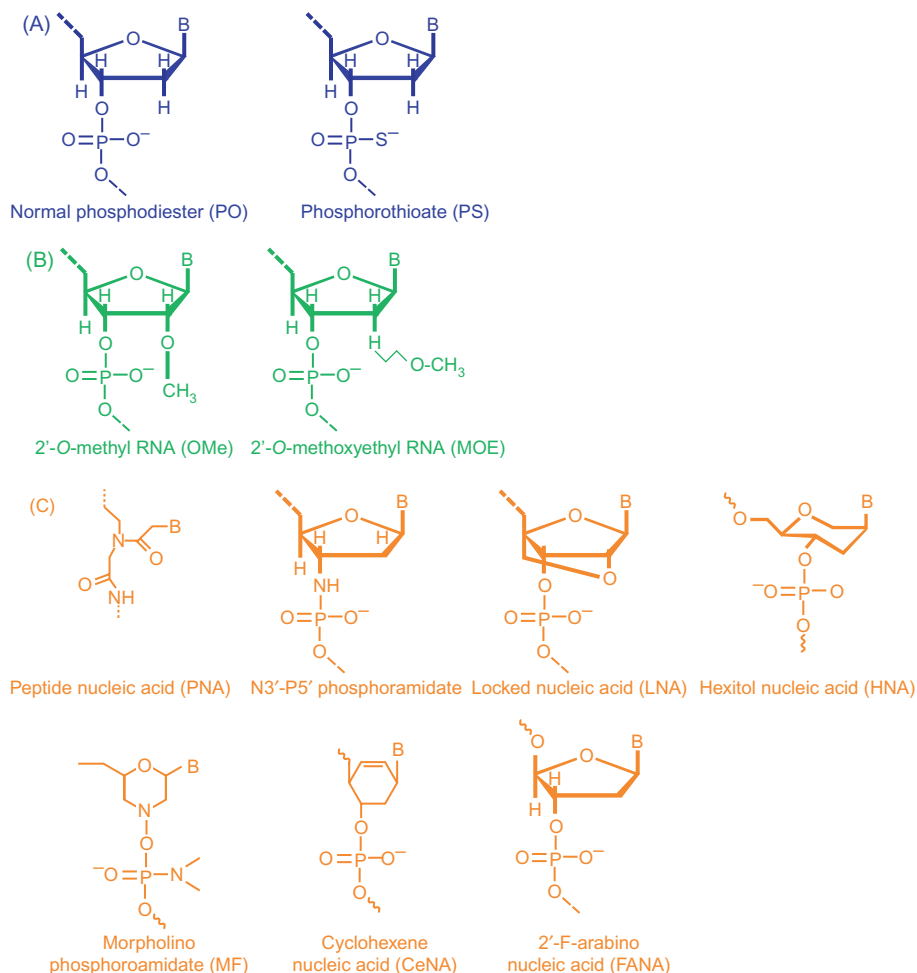 (A)
B
O
H H
H H
O
O=P–O−
O
Normal phosphodiester (PO)
B
O
H H
H H
O
O=P–S−
O
Phosphorothioate (PS)
(B)
B
O
H H
H O
O
O=P–O− CH3
O
2'-O-methyl RNA (OMe)
B
O
H H
H H
O O-CH3
O=P–O−
O
2'-O-methoxyethyl RNA (MOE)
(C)
N B
O
O
NH
Peptide nucleic acid (PNA)
B
O
H H
H
NH
O=P–O−
O
N3′-P5′ phosphoramidate
B
O
O
O
O=P–O−
O
Locked nucleic acid (LNA)
O O B
O
−O–P–O
O
Hexitol nucleic acid (HNA)
O B
N
O
−O–P–N
O
Morpholino
phosphoroamidate (MF)
B
O
O=P–O−
O
Cyclohexene
nucleic acid (CeNA)
O B
O
H
H
O
O=P–O−
O
2′-F-arabino
nucleic acid (FANA)